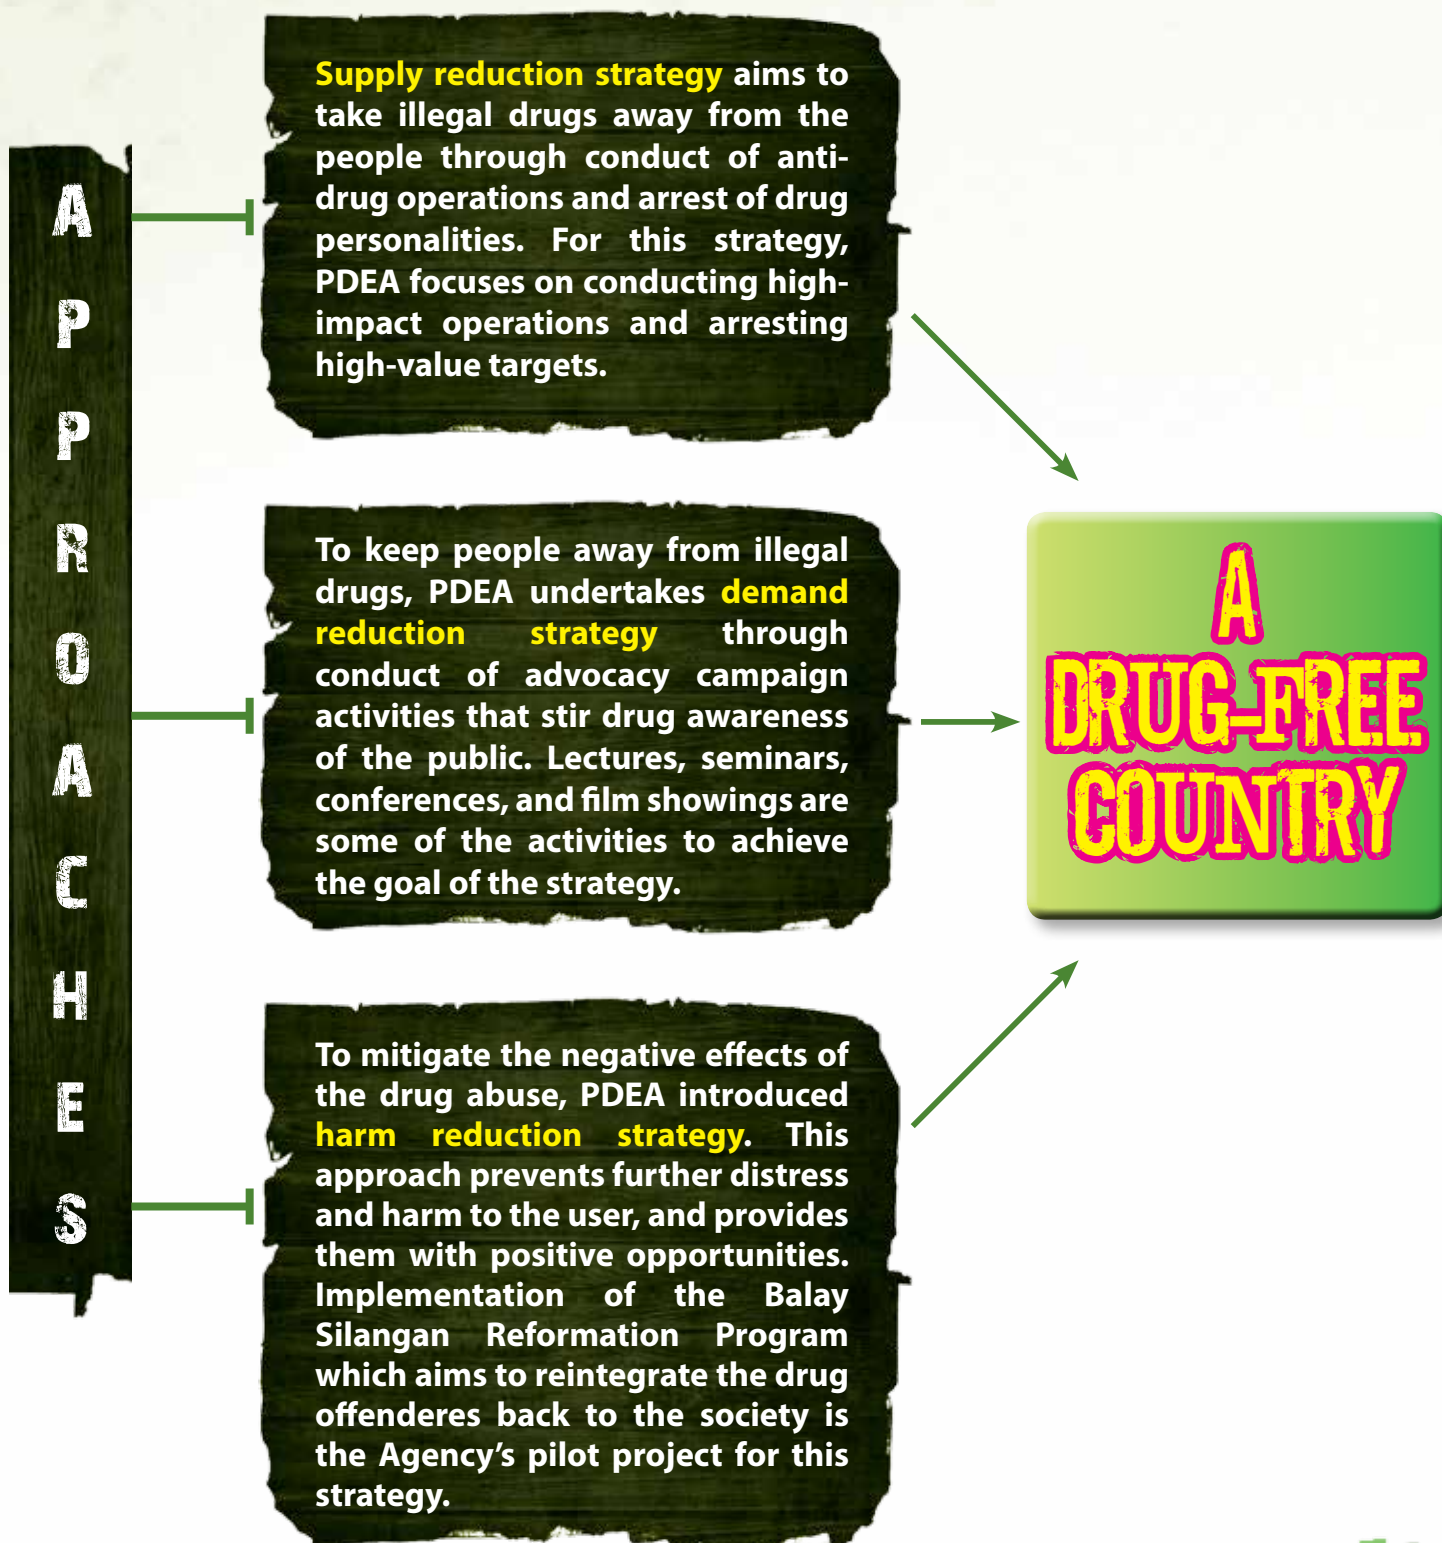 APPROACHES
Supply reduction strategy aims to
take illegal drugs away from the
people through conduct of anti-
drug operations and arrest of drug
personalities. For this strategy,
PDEA focuses on conducting high-
impact operations and arresting
high-value targets.
To keep people away from illegal
drugs, PDEA undertakes demand
reduction strategy through
conduct of advocacy campaign
activities that stir drug awareness
of the public. Lectures, seminars,
conferences, and film showings are
some of the activities to achieve
the goal of the strategy.
To mitigate the negative effects of
the drug abuse, PDEA introduced
harm reduction strategy. This
approach prevents further distress
and harm to the user, and provides
them with positive opportunities.
Implementation of the Balay
Silangan Reformation Program
which aims to reintegrate the drug
offenderes back to the society is
the Agency’s pilot project for this
strategy.
A
DRUG-FREE
COUNTRY